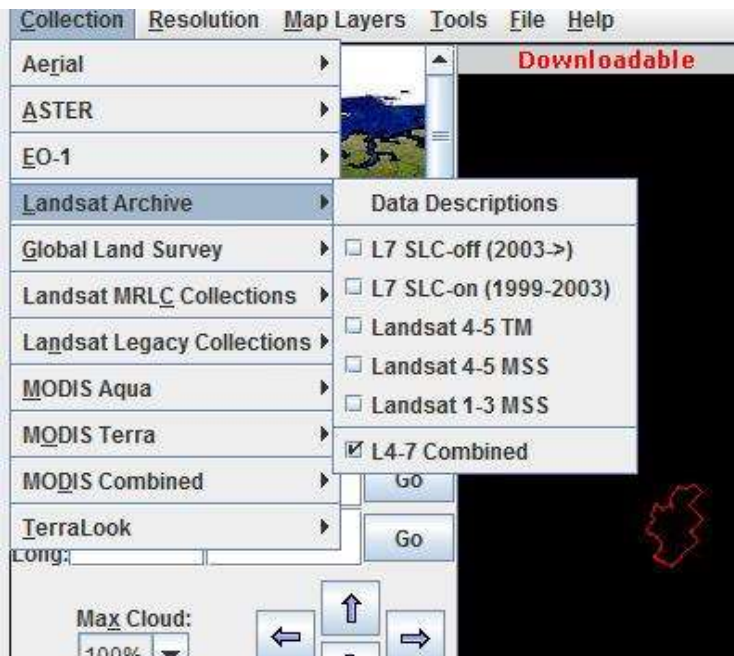 Collection Resolution Map Layers Tools File Help
Downloadable
Aerial
ASTER
EO-1
Landsat Archive
Global Land Survey
Landsat MRLC Collections
Landsat Legacy Collections
MODIS Aqua
MODIS Terra
MODIS Combined
TerraLook
Data Descriptions
L7 SLC-off (2003->)
L7 SLC-on (1999-2003)
Landsat 4-5 TM
Landsat 4-5 MSS
Landsat 1-3 MSS
L4-7 Combined
Go
Long:
Go
Max Cloud:
100%